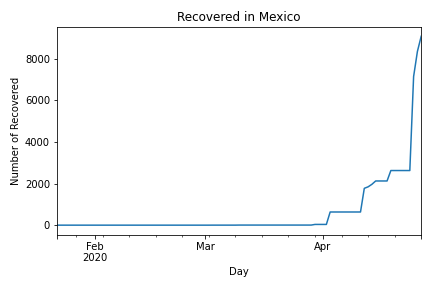 Recovered in Mexico
Number of Recovered
8000
6000
4000
2000
0
Feb
2020
Mar
Apr
Day